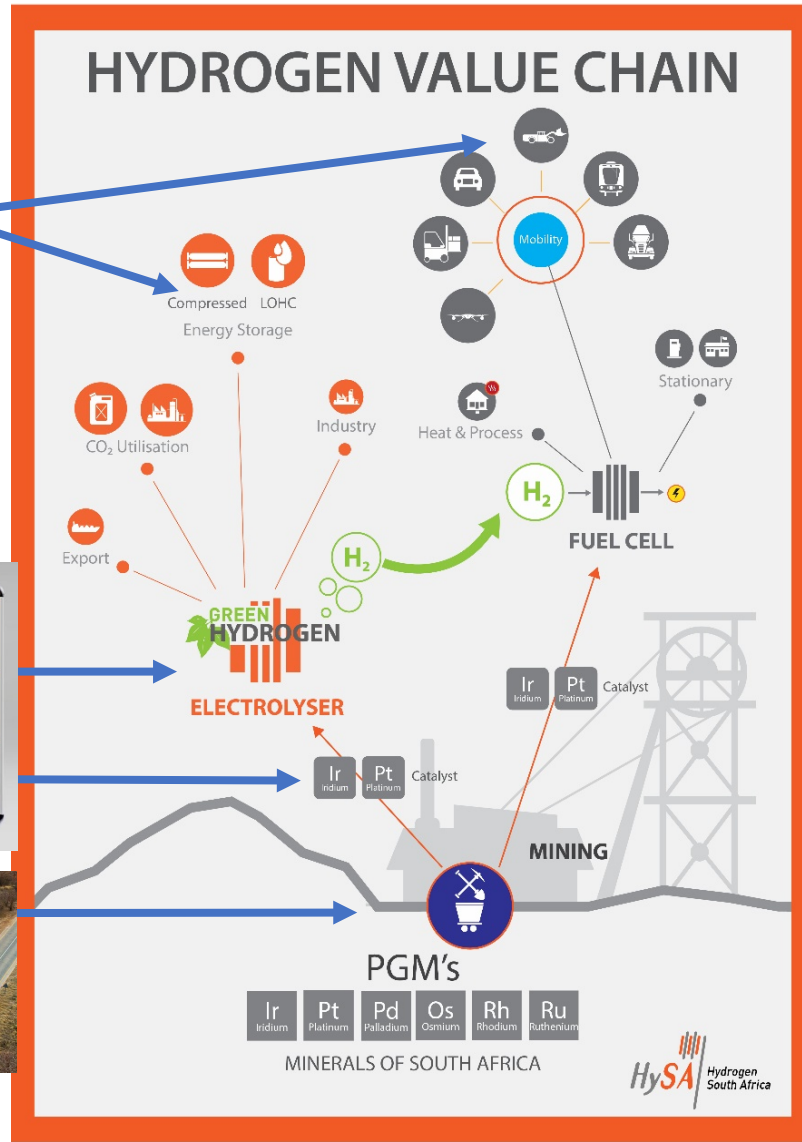 HYDROGEN VALUE CHAIN
Mobility
Compressed LOHC
Energy Storage
Stationary
CO₂ Utilisation
Industry
Heat & Process
H₂
FUEL CELL
Export
H₂
GREEN
HYDROGEN
ELECTROLYSER
Ir
Iridium
Pt
Platinum
Catalyst
Ir
Iridium
Pt
Platinum
Catalyst
MINING
PGM's
Ir
Iridium
Pt
Platinum
Pd
Palladium
Os
Osmium
Rh
Rhodium
Ru
Ruthenium
MINERALS OF SOUTH AFRICA
HySA Hydrogen
South Africa